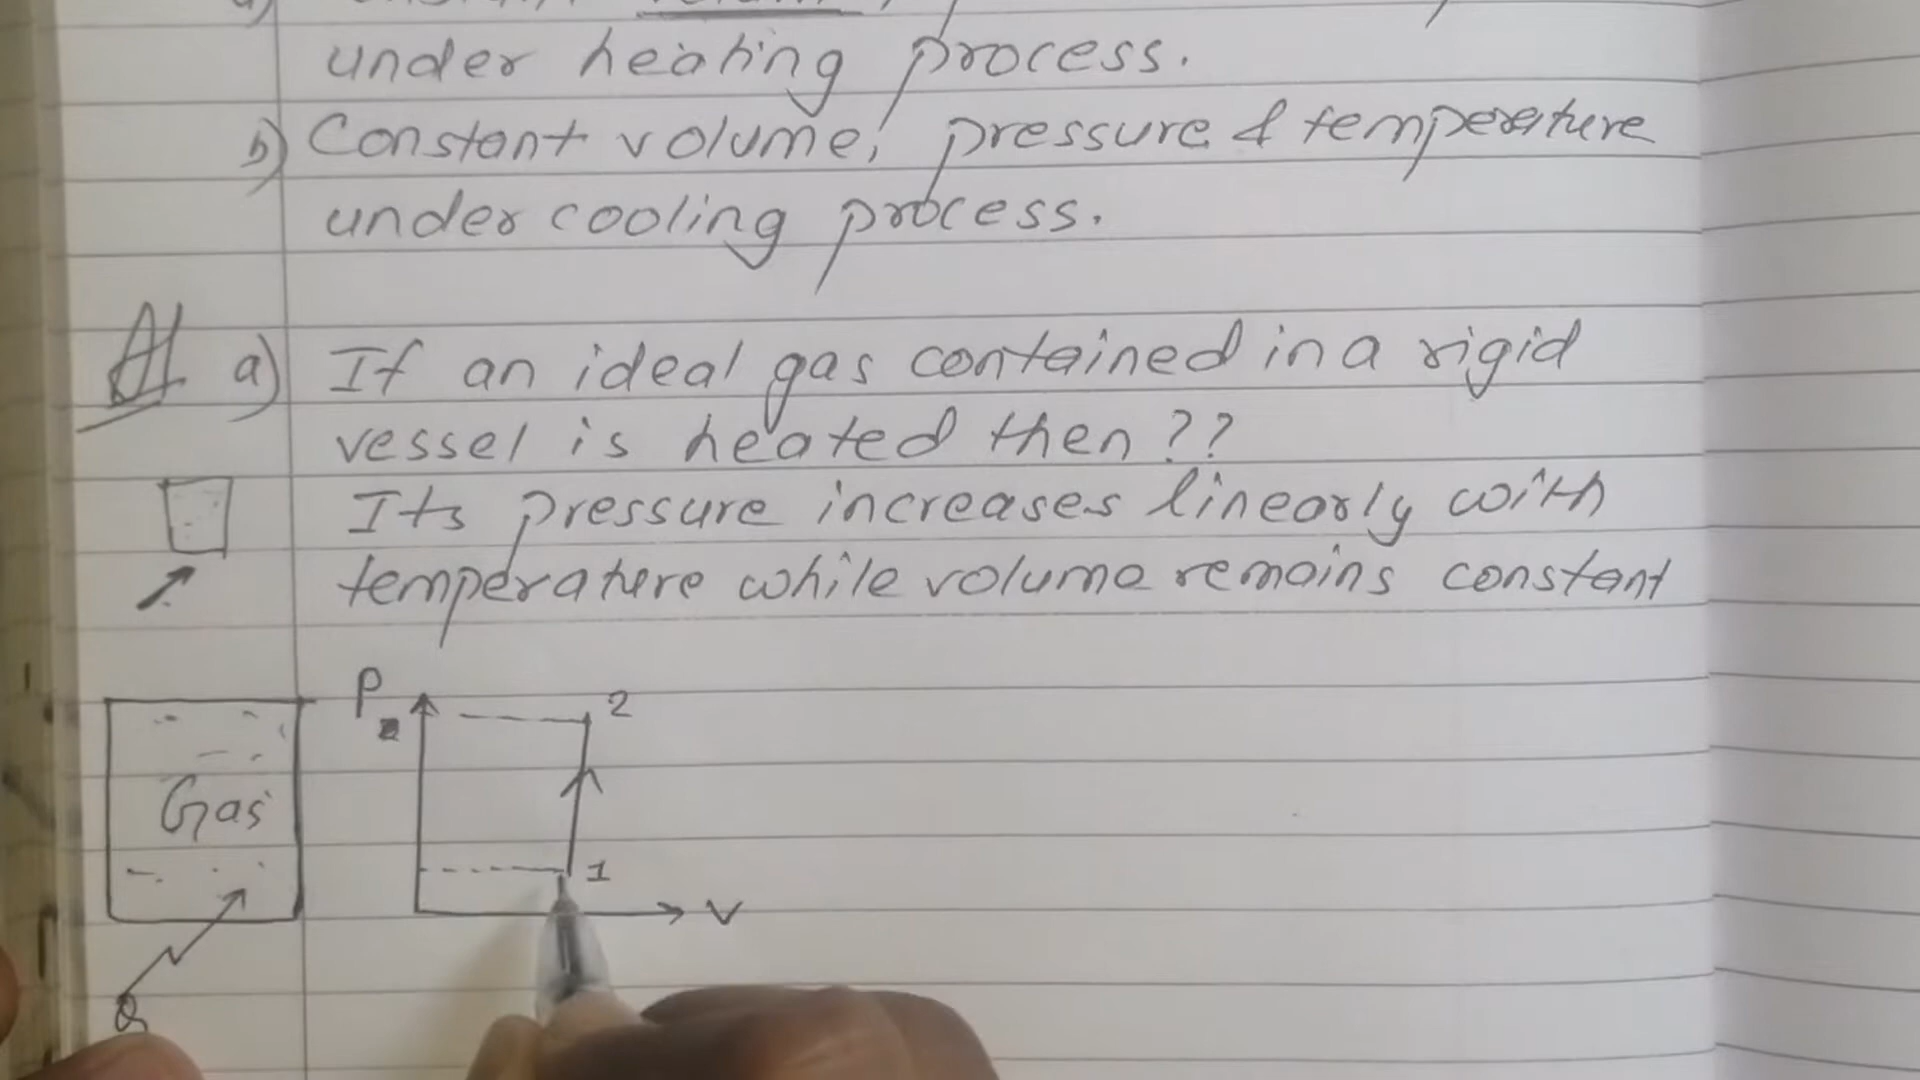 under heating process.
b) Constant volume, pressure & temperature
under cooling process.
A a) If an ideal gas contained in a rigid
vessel is heated then??
Its pressure increases linearly with
temperature while volume remains constant
P
2
Gas
1
V
Q